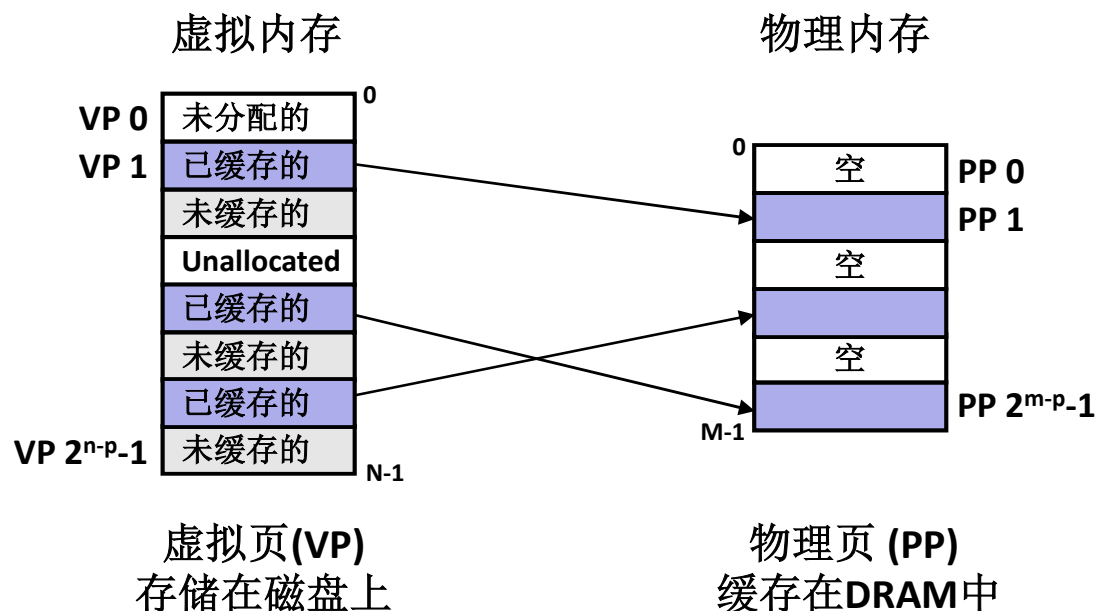 虚拟内存
物理内存
0
VP 0 未分配的
VP 1 已缓存的
未缓存的
Unallocated
已缓存的
未缓存的
已缓存的
VP 2ⁿ⁻ᵖ-1 未缓存的
N-1
0
空 PP 0
PP 1
空
空
PP 2ᵐ⁻ᵖ-1
M-1
虚拟页(VP)
存储在磁盘上
物理页 (PP)
缓存在DRAM中